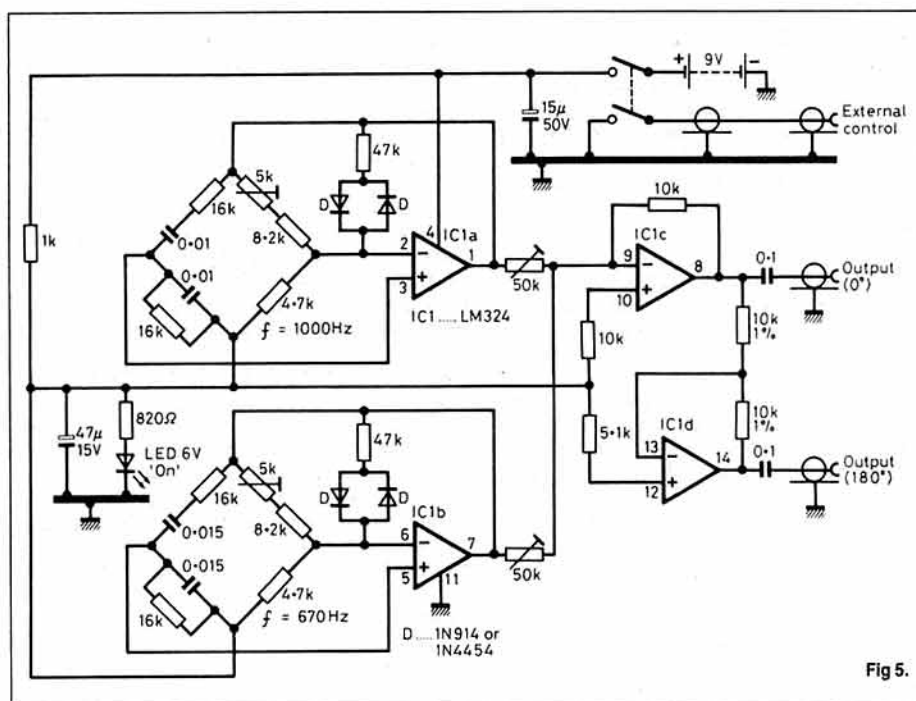 + 9V −
15μ
50V
External
control
47k
5k
16k
8·2k
D
D
10k
IC1a
4
2
−
1
3
+
IC1c
9
−
8
10
+
0·1
Output
(0°)
1k
0·01
0·01
16k
4·7k
50k
IC1 ..... LM324
f = 1000Hz
10k
10k
1%
47μ
15V
820Ω
LED 6V
'On'
47k
5·1k
IC1d
13
−
14
12
+
10k
1%
0·1
Output
(180°)
5k
16k
8·2k
D
D
IC1b
6
−
7
5
+
11
50k
0·015
0·015
16k
4·7k
f = 670Hz
D ..... 1N914 or
1N4454
Fig 5.